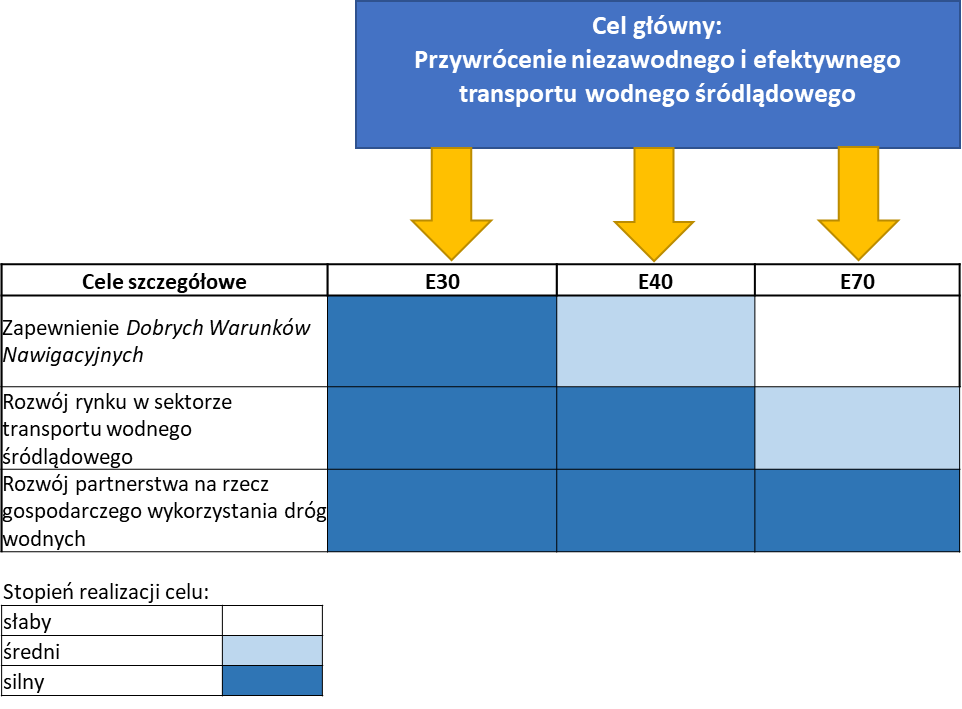 Cel główny:
Przywrócenie niezawodnego i efektywnego
transportu wodnego śródlądowego
Cele szczegółowe
E30
E40
E70
Zapewnienie Dobrych Warunków
Nawigacyjnych
Rozwój rynku w sektorze
transportu wodnego
śródlądowego
Rozwój partnerstwa na rzecz
gospodarczego wykorzystania dróg
wodnych
Stopień realizacji celu:
słaby
średni
silny